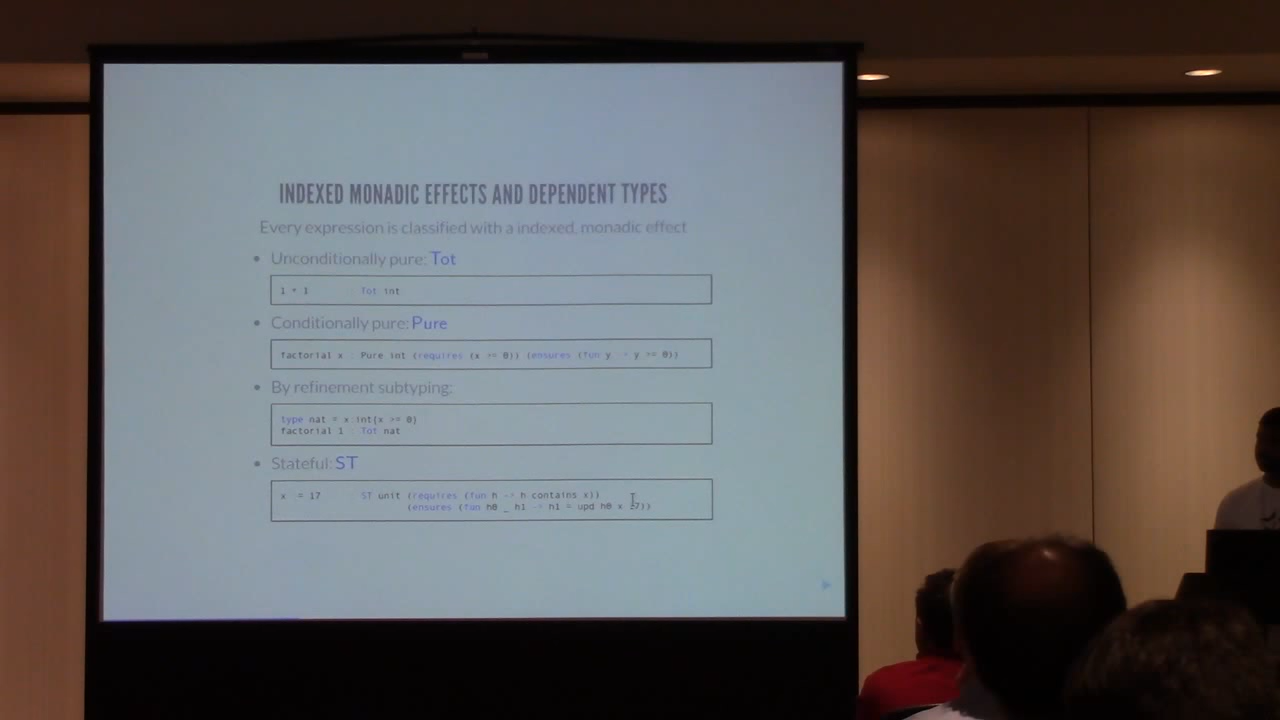 INDEXED MONADIC EFFECTS AND DEPENDENT TYPES
Every expression is classified with a indexed, monadic effect
• Unconditionally pure: Tot
1 + 1 : Tot int
• Conditionally pure: Pure
factorial x : Pure int (requires (x >= 0)) (ensures (fun y -> y >= 0))
• By refinement subtyping:
type nat = x:int{x >= 0}
factorial 1 : Tot nat
• Stateful: ST
x := 17 : ST unit (requires (fun h -> h contains x))
(ensures (fun h0 _ h1 -> h1 = upd h0 x 17))